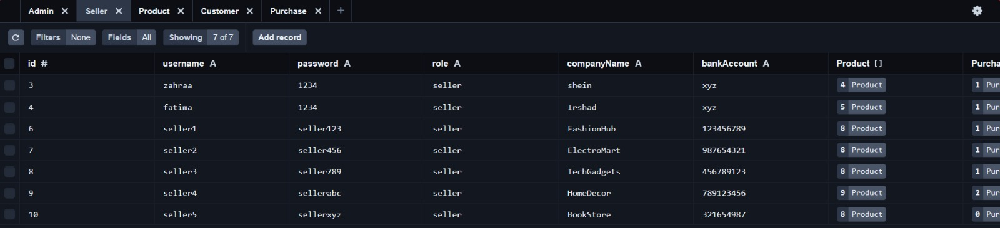 Admin Seller Product Customer Purchase
Filters None Fields All Showing 7 of 7 Add record
id # username A password A role A companyName A bankAccount A Product [] Purcha
3 zahraa 1234 seller shein xyz 4 Product 1 Pur
4 fatima 1234 seller Irshad xyz 5 Product 1 Pur
6 seller1 seller123 seller FashionHub 123456789 8 Product 1 Pur
7 seller2 seller456 seller ElectroMart 987654321 8 Product 1 Pur
8 seller3 seller789 seller TechGadgets 456789123 8 Product 1 Pur
9 seller4 sellerabc seller HomeDecor 789123456 9 Product 2 Pur
10 seller5 sellerxyz seller BookStore 321654987 8 Product 0 Pur